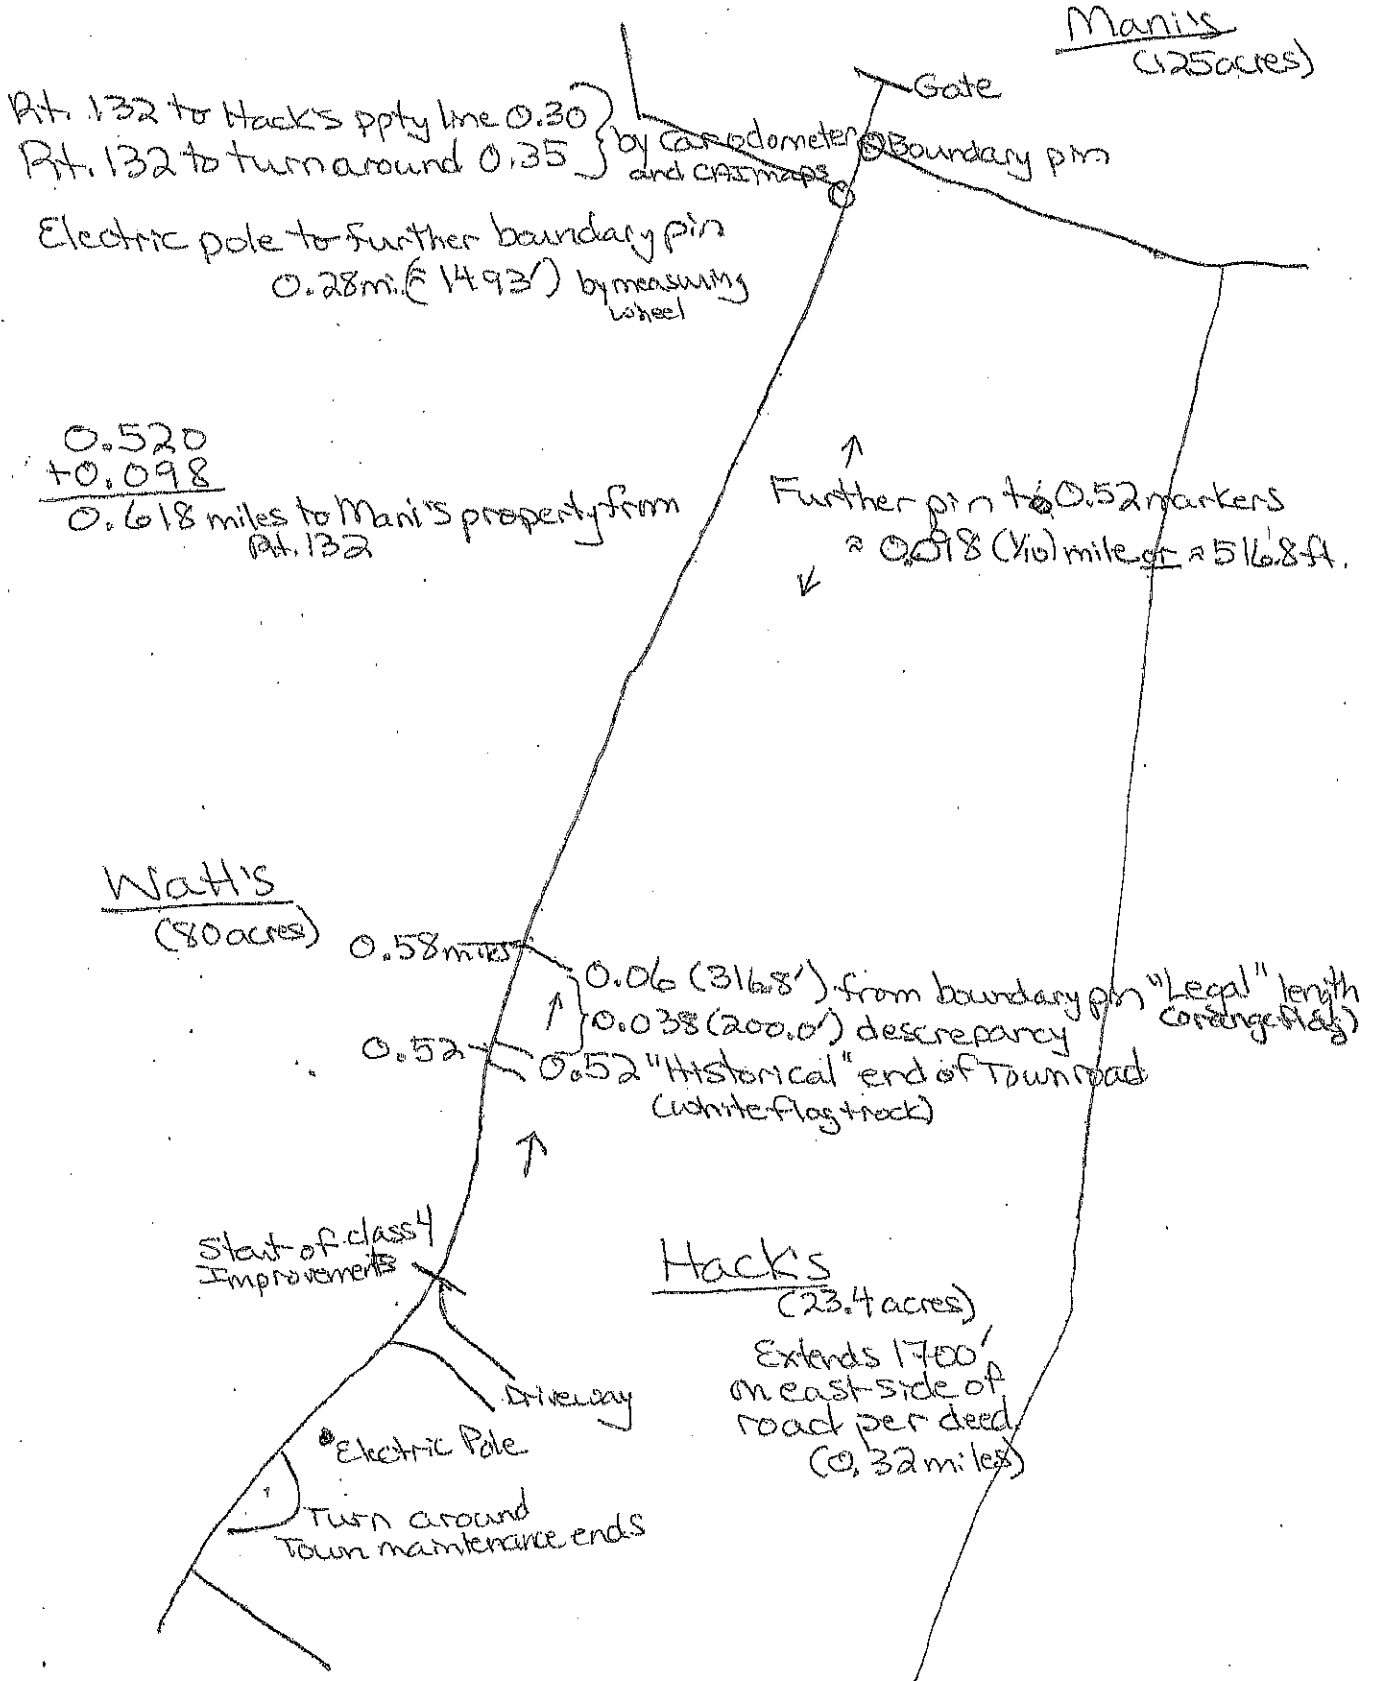 Mani's
(125acres)
Gate
Rt. 132 to Hack's ppty line 0.30
Rt. 132 to turnaround 0.35
by car odometer
and CAI maps
Boundary pin
Electric pole to further boundary pin
0.28mi. (≈ 1493') by measuring
wheel
0.520
+0.098
0.618 miles to Mani's property from
Rt. 132
Further pin to 0.52 markers
≈ 0.098 (1/10) mile or ≈ 516.8 ft.
Watt's
(80 acres)
0.58 miles
0.06 (316.8') from boundary pin "Legal" length
(orange flag)
0.038 (200.0') descrepancy
0.52
0.52 "Historical" end of Town road
(white flag + rock)
Start of class 4
Improvements
Hack's
(23.4 acres)
Extends 1700'
on east side of
road per deed
(0.32 miles)
Driveway
Electric Pole
Turn around
Town maintenance ends